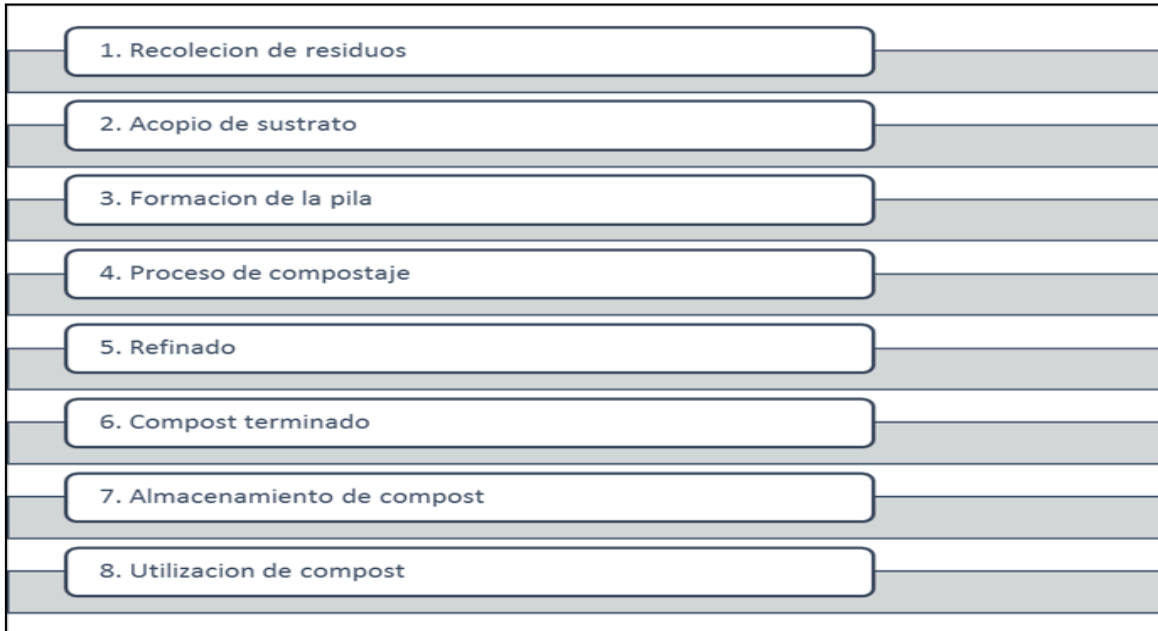 1. Recolecion de residuos
2. Acopio de sustrato
3. Formacion de la pila
4. Proceso de compostaje
5. Refinado
6. Compost terminado
7. Almacenamiento de compost
8. Utilizacion de compost